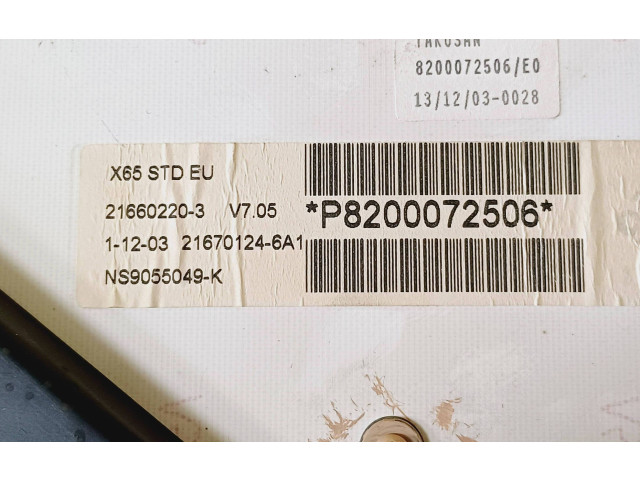 TAKOSAN
8200072506/E0
13/12/03-0028
X65 STD EU
21660220-3 V7.05
*P8200072506*
1-12-03 21670124-6A1
NS9055049-K